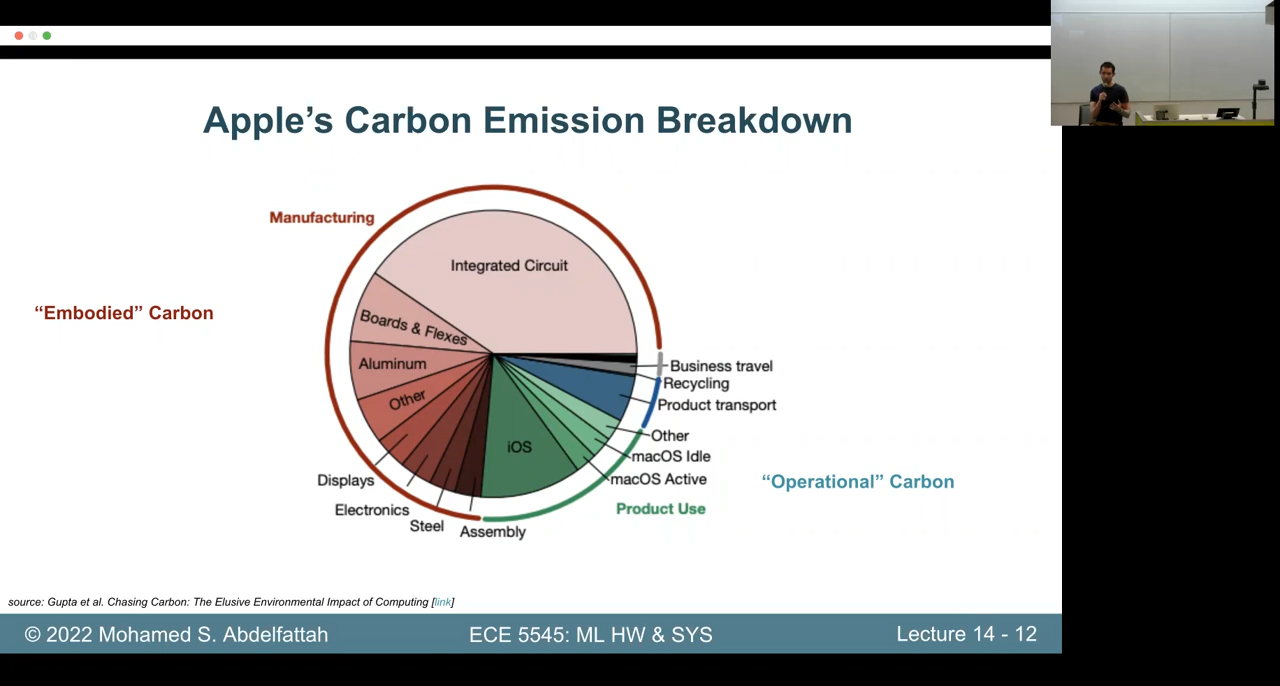 Apple’s Carbon Emission Breakdown
Manufacturing
Integrated Circuit
“Embodied” Carbon
Boards & Flexes
Aluminum
Business travel
Recycling
Other
Product transport
Other
iOS
macOS Idle
Displays
macOS Active
“Operational” Carbon
Electronics
Product Use
Steel
Assembly
source: Gupta et al. Chasing Carbon: The Elusive Environmental Impact of Computing [link]
© 2022 Mohamed S. Abdelfattah
ECE 5545: ML HW & SYS
Lecture 14 - 12